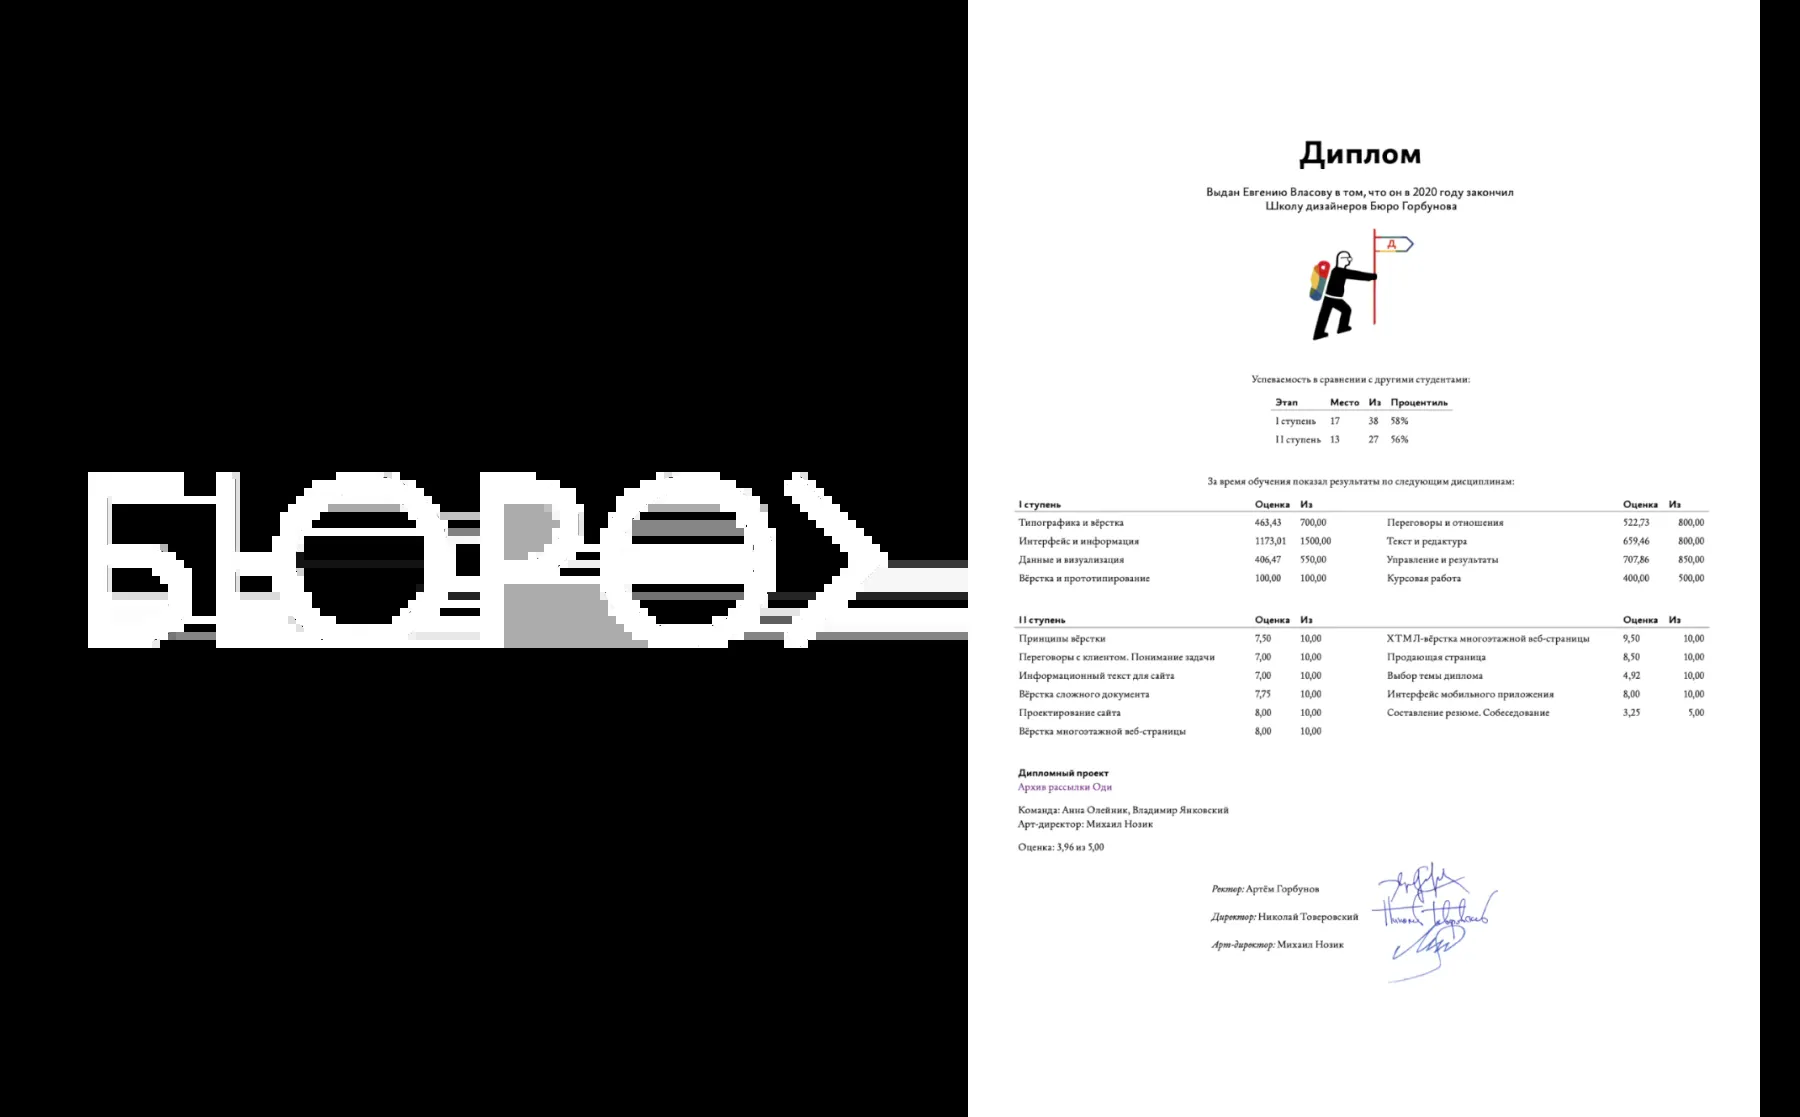 БЮРО
Диплом
Выдан Евгению Власову в том, что он в 2020 году закончил
Школу дизайнеров Бюро Горбунова
Д
Успеваемость в сравнении с другими студентами:
Этап Место Из Процентиль
I ступень 17 38 58%
II ступень 13 27 56%
За время обучения показал результаты по следующим дисциплинам:
I ступень Оценка Из Оценка Из
Типографика и вёрстка 463,43 700,00 Переговоры и отношения 522,73 800,00
Интерфейс и информация 1173,01 1500,00 Текст и редактура 659,46 800,00
Данные и визуализация 406,47 550,00 Управление и результаты 707,86 850,00
Вёрстка и прототипирование 100,00 100,00 Курсовая работа 400,00 500,00
II ступень Оценка Из Оценка Из
Принципы вёрстки 7,50 10,00 ХТМЛ-вёрстка многоэтажной веб-страницы 9,50 10,00
Переговоры с клиентом. Понимание задачи 7,00 10,00 Продающая страница 8,50 10,00
Информационный текст для сайта 7,00 10,00 Выбор темы диплома 4,92 10,00
Вёрстка сложного документа 7,75 10,00 Интерфейс мобильного приложения 8,00 10,00
Проектирование сайта 8,00 10,00 Составление резюме. Собеседование 3,25 5,00
Вёрстка многоэтажной веб-страницы 8,00 10,00
Дипломный проект
Архив рассылки Оди
Команда: Анна Олейник, Владимир Янковский
Арт-директор: Михаил Нозик
Оценка: 3,96 из 5,00
Ректор: Артём Горбунов
Директор: Николай Товеровский
Арт-директор: Михаил Нозик